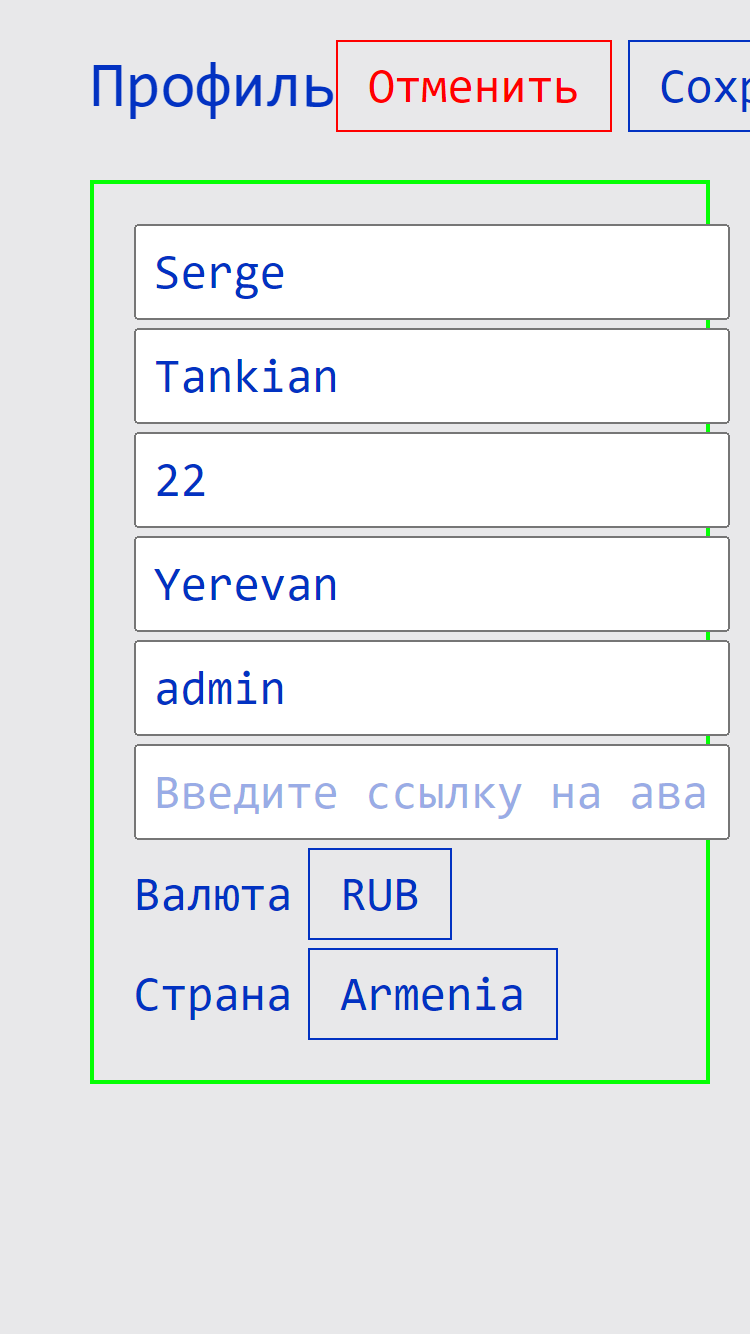 Профиль Отменить Сохр
Serge
Tankian
22
Yerevan
admin
Введите ссылку на ава
Валюта RUB
Страна Armenia